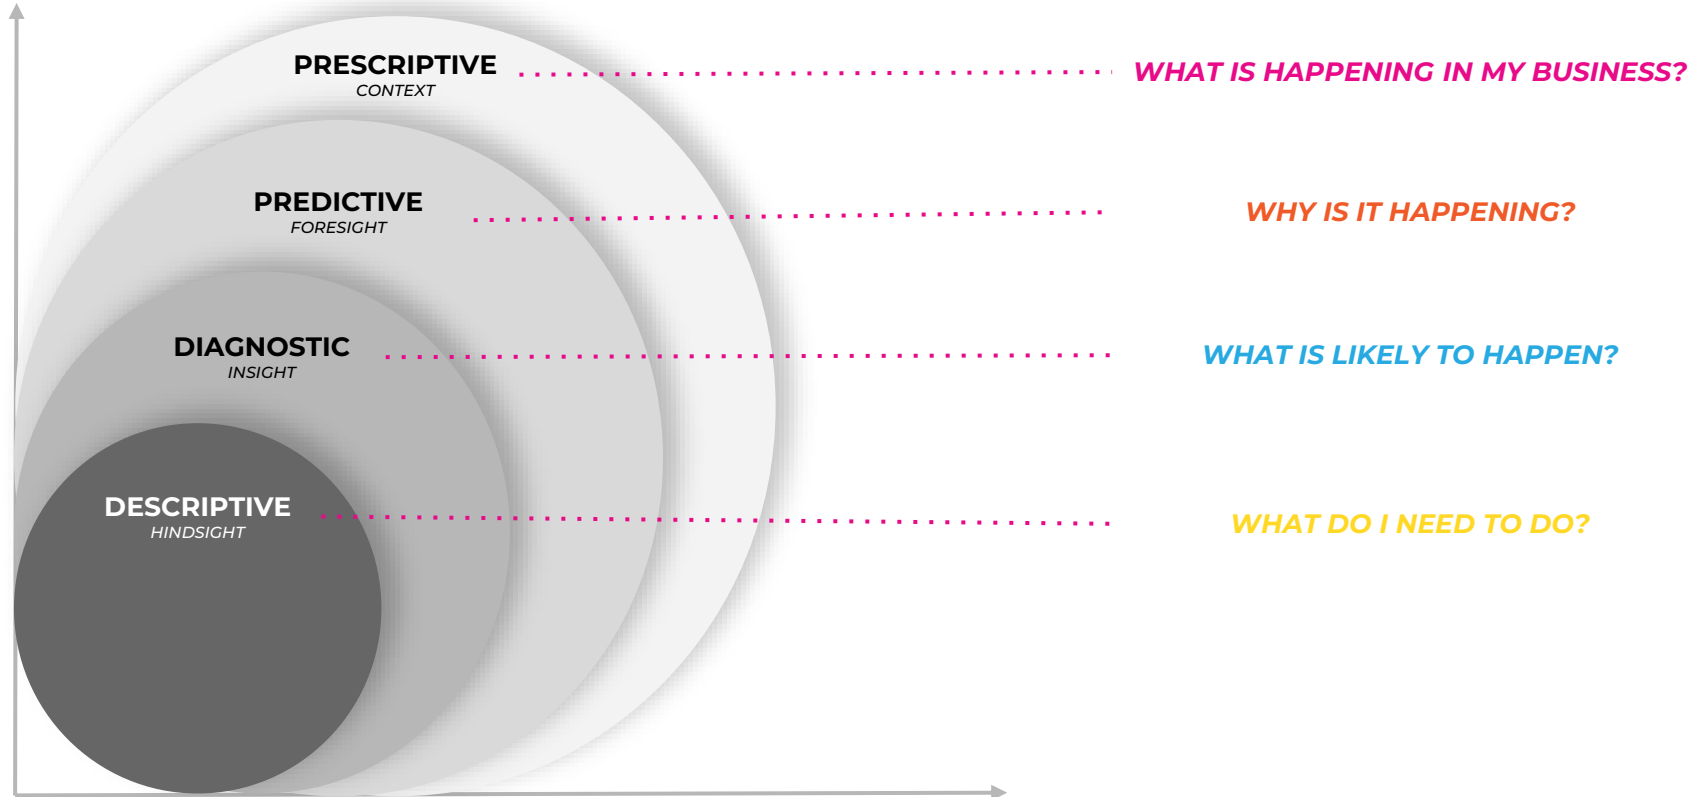 PRESCRIPTIVE
CONTEXT
WHAT IS HAPPENING IN MY BUSINESS?
PREDICTIVE
FORESIGHT
WHY IS IT HAPPENING?
DIAGNOSTIC
INSIGHT
WHAT IS LIKELY TO HAPPEN?
DESCRIPTIVE
HINDSIGHT
WHAT DO I NEED TO DO?